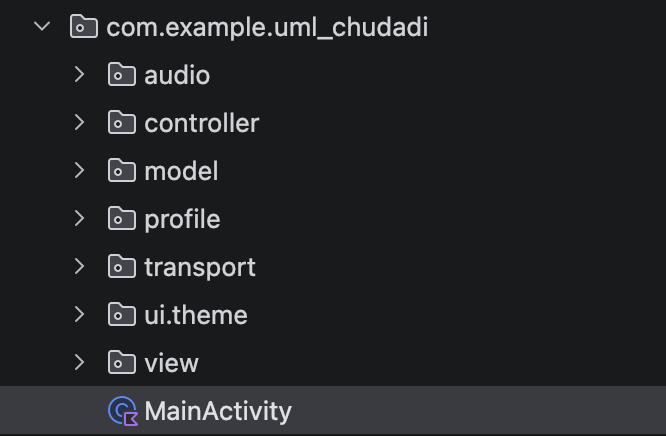 com.example.uml_chudadi
audio
controller
model
profile
transport
ui.theme
view
MainActivity